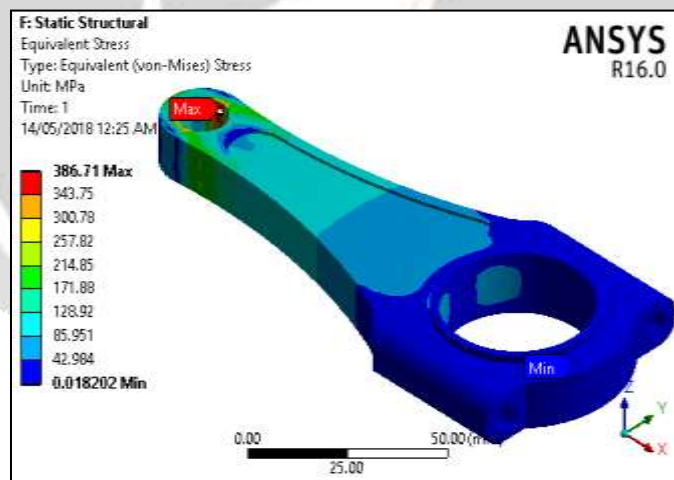 F: Static Structural
Equivalent Stress
Type: Equivalent (von-Mises) Stress
Unit: MPa
Time: 1
14/05/2018 12:25 AM
ANSYS
R16.0
Max
386.71 Max
343.75
300.78
257.82
214.85
171.88
128.92
85.951
42.984
0.018202 Min
Min
0.00
50.00
25.00
Z
Y
X